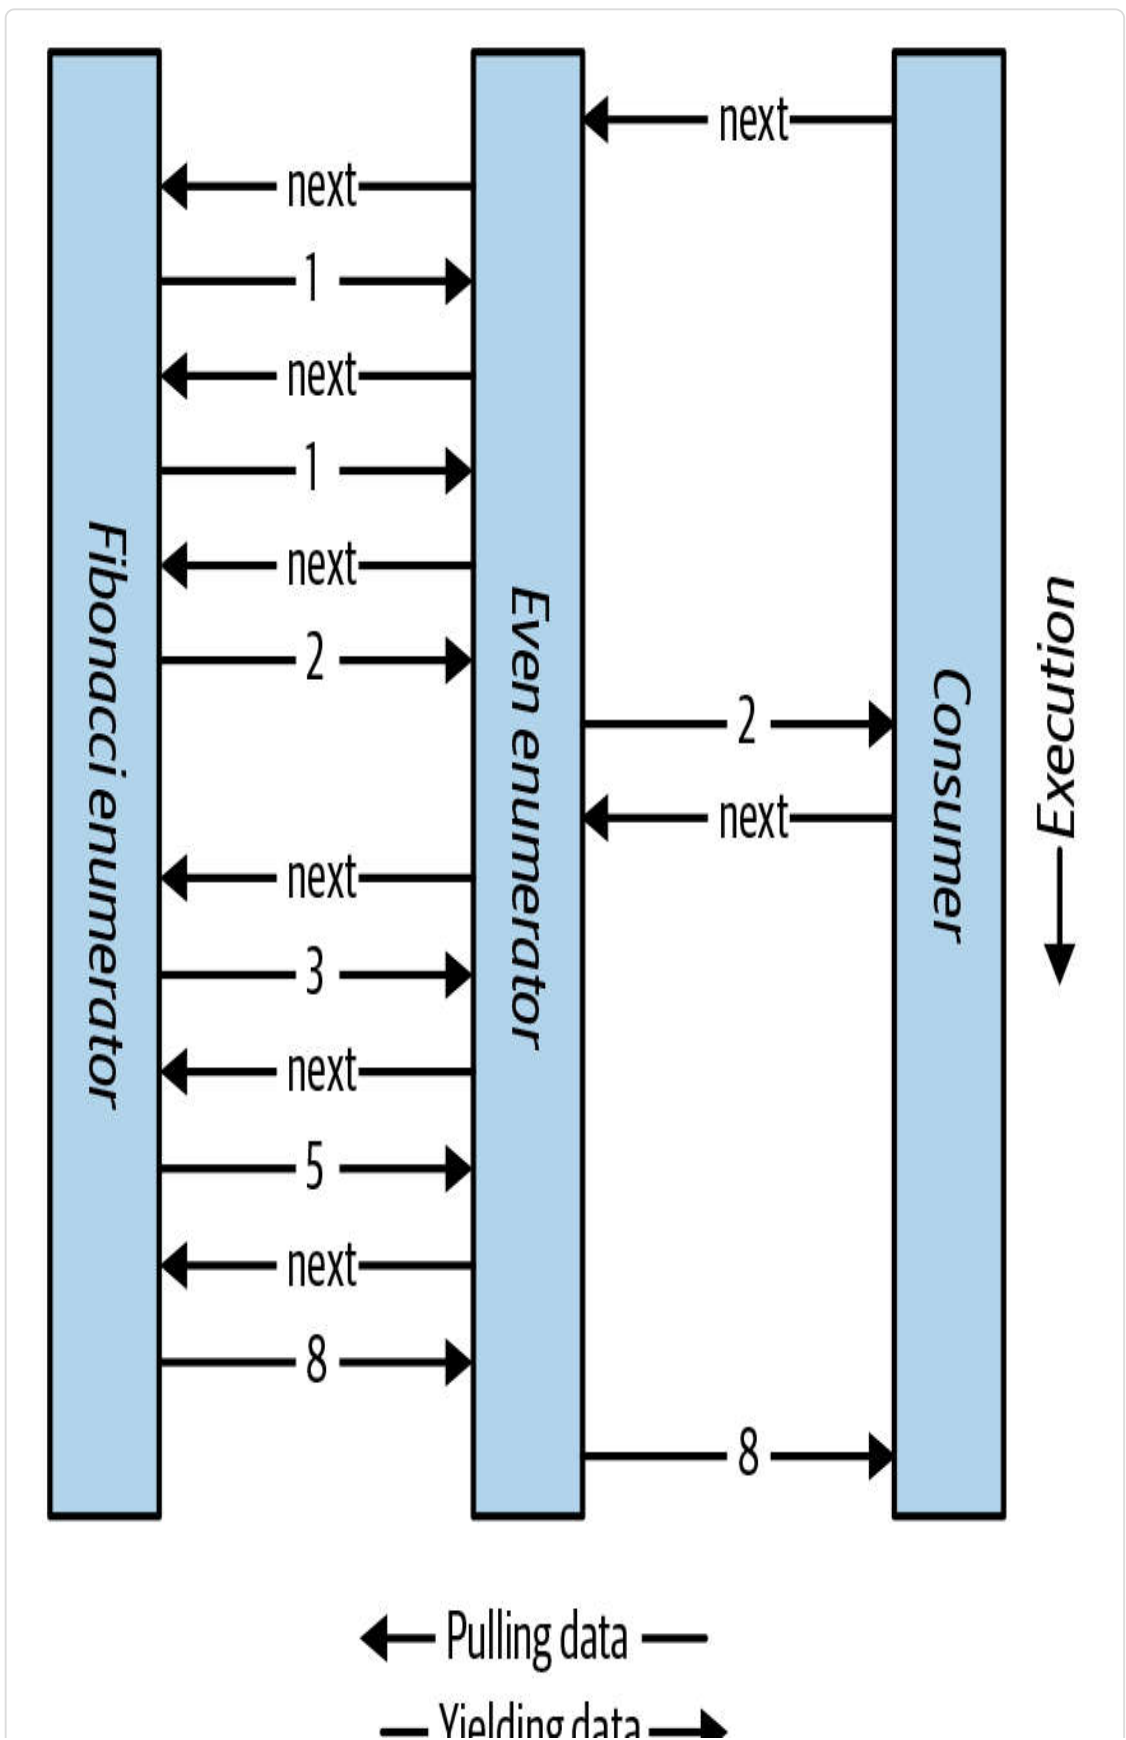 next
next
1
next
1
next
2
2
next
next
3
next
5
next
8
8
Fibonacci enumerator
Even enumerator
Consumer
Execution
Pulling data
Yielding data